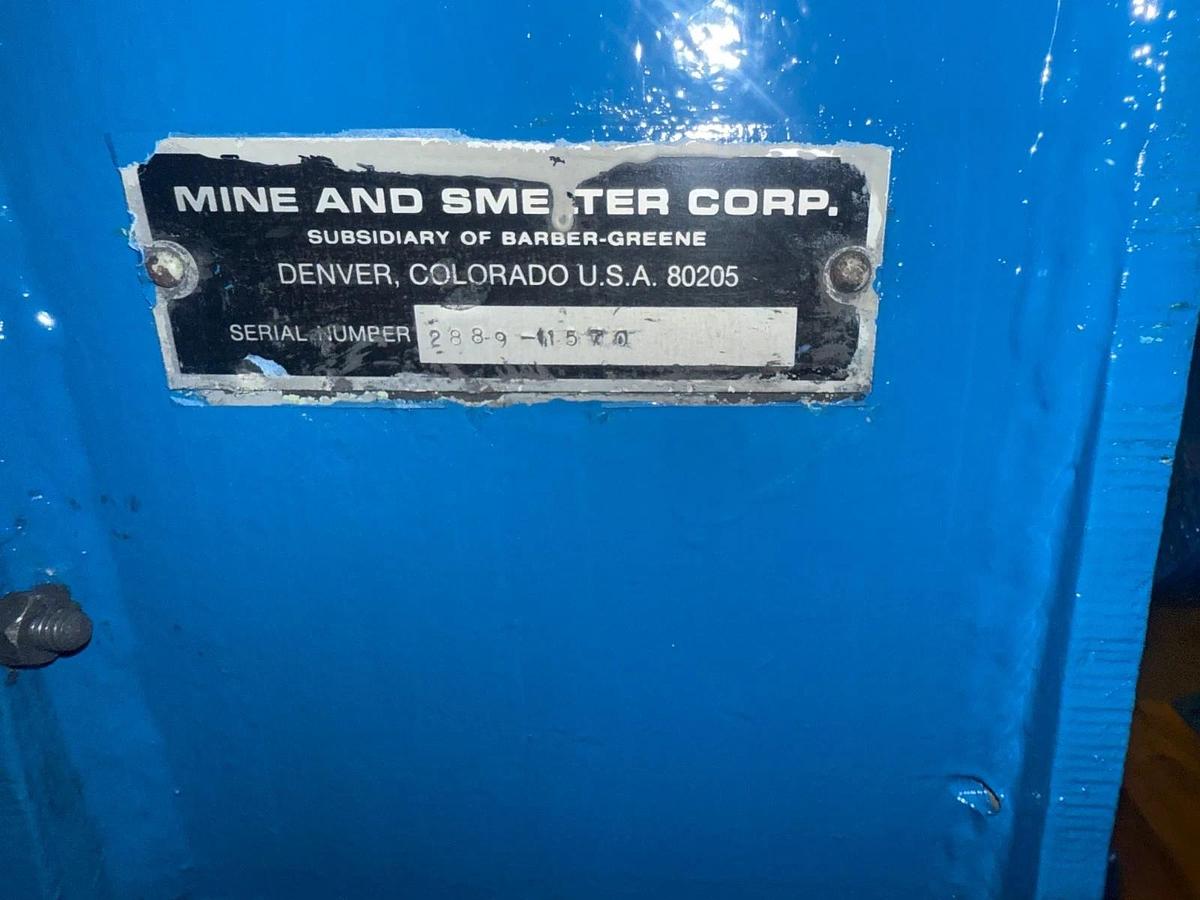 MINE AND SMELTER CORP.
SUBSIDIARY OF BARBER-GREENE
DENVER, COLORADO U.S.A. 80205
SERIAL NUMBER 2889-1570